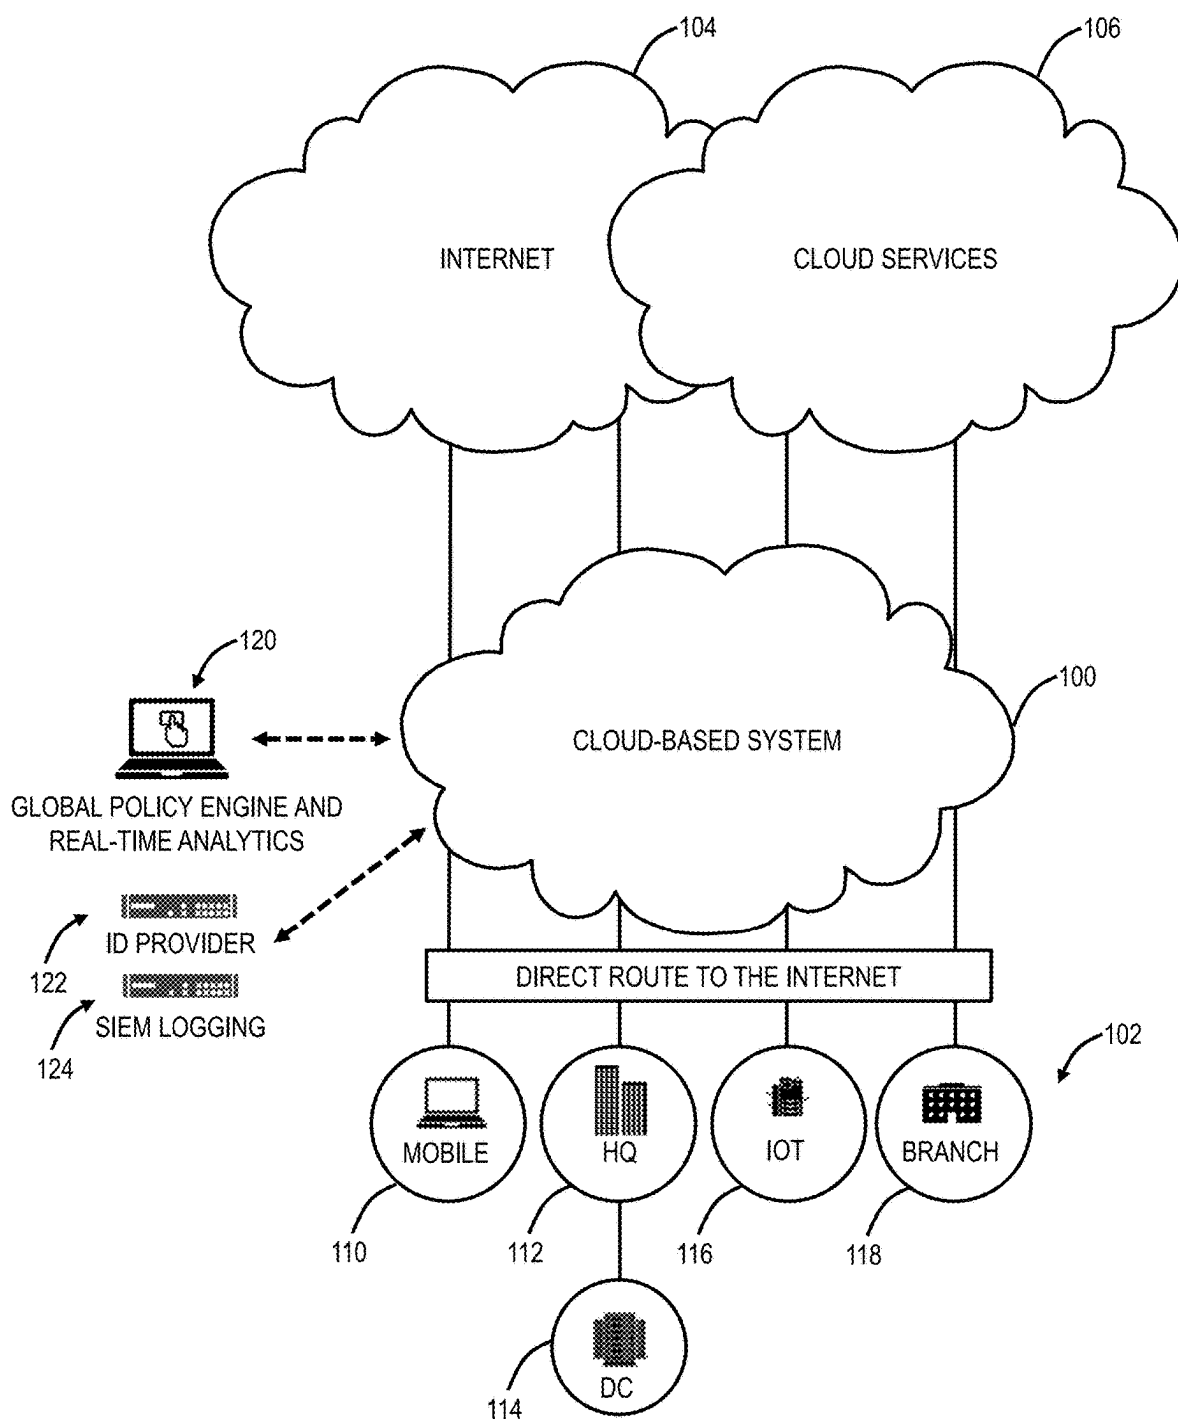 104
106
INTERNET
CLOUD SERVICES
120
100
CLOUD-BASED SYSTEM
GLOBAL POLICY ENGINE AND
REAL-TIME ANALYTICS
ID PROVIDER
122
DIRECT ROUTE TO THE INTERNET
SIEM LOGGING
124
102
MOBILE
HQ
IOT
BRANCH
110
112
116
118
DC
114